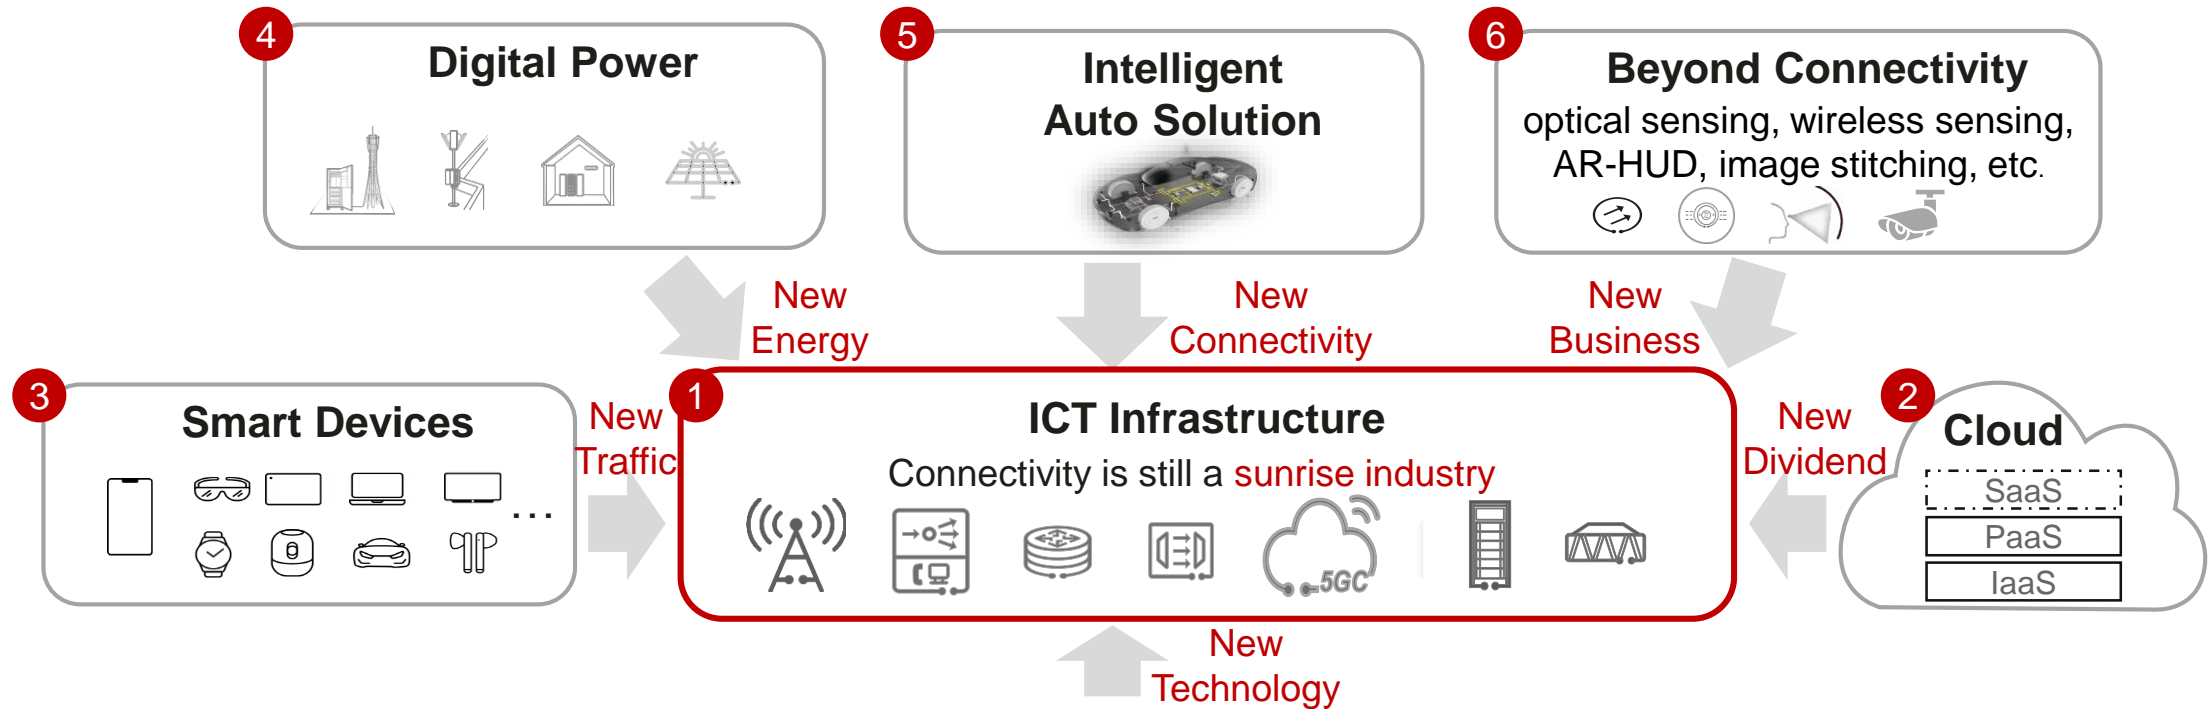 4
Digital Power
5
Intelligent
Auto Solution
6
Beyond Connectivity
optical sensing, wireless sensing,
AR-HUD, image stitching, etc.
New
Energy
New
Connectivity
New
Business
3
Smart Devices
...
New
Traffic
1
ICT Infrastructure
Connectivity is still a sunrise industry
5GC
New
Dividend
2
Cloud
SaaS
PaaS
IaaS
New
Technology